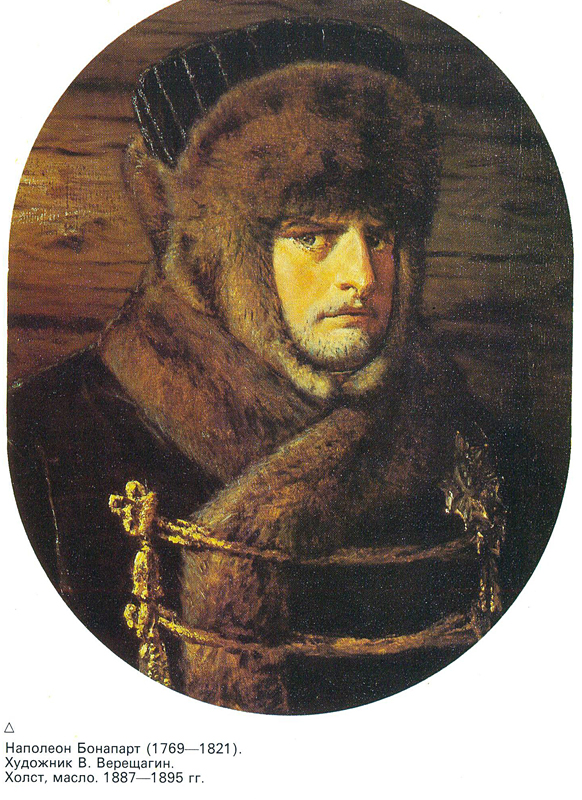 Наполеон Бонапарт (1769—1821).
Художник В. Верещагин.
Холст, масло. 1887—1895 гг.